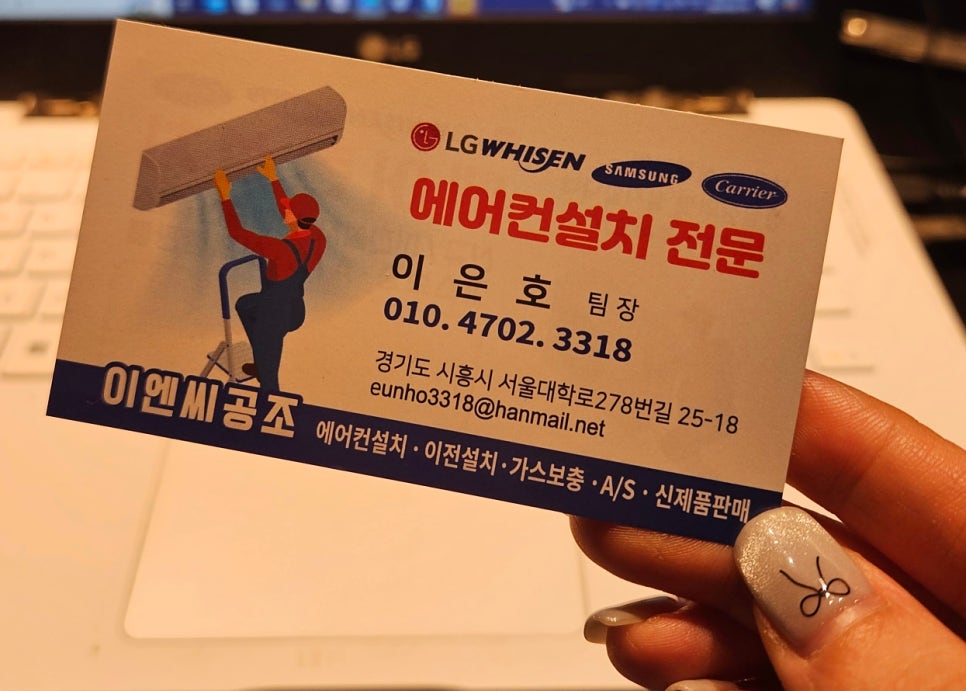 LG
LG WHISEN SAMSUNG Carrier
에어컨설치 전문
이 은 호 팀장
010. 4702. 3318
경기도 시흥시 서울대학로278번길 25-18
eunho3318@hanmail.net
이엔씨공조 에어컨설치 · 이전설치 · 가스보충 · A/S · 신제품판매